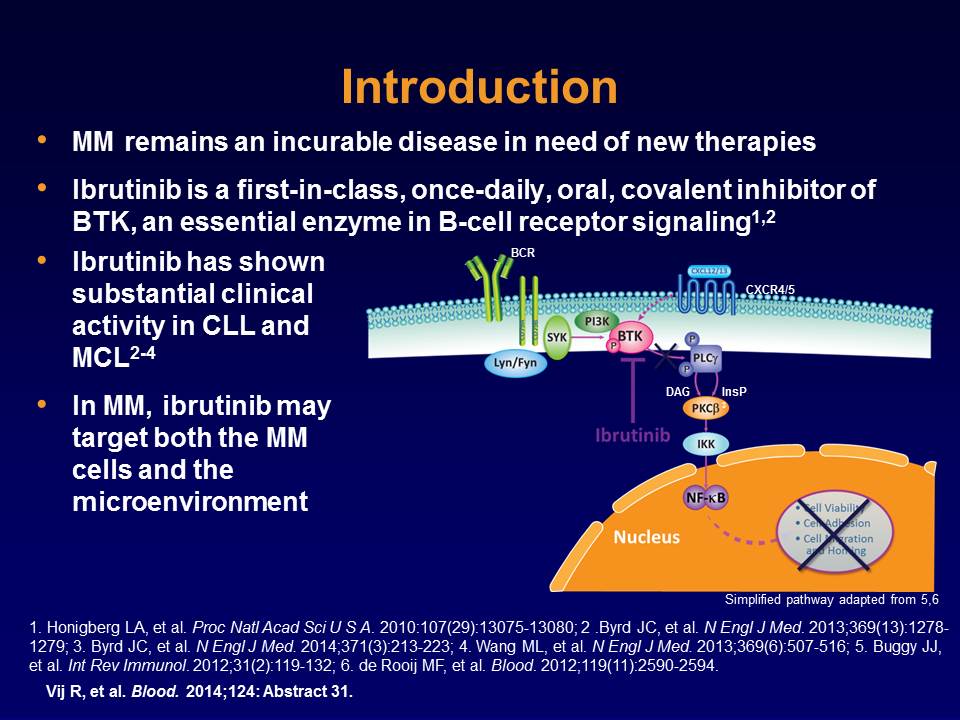 Introduction
• MM remains an incurable disease in need of new therapies
• Ibrutinib is a first-in-class, once-daily, oral, covalent inhibitor of
BTK, an essential enzyme in B-cell receptor signaling1,2
• Ibrutinib has shown
substantial clinical
activity in CLL and
MCL2-4
• In MM, ibrutinib may
target both the MM
cells and the
microenvironment
BCR
CXCL12/13
CXCR4/5
PI3K
SYK
BTK
P
Lyn/Fyn
P
PLCγ
P
DAG
InsP
PKCβ
Ibrutinib
IKK
NF-κB
Nucleus
• Cell Viability
• Cell Adhesion
• Cell Migration
and Homing
Simplified pathway adapted from 5,6
1. Honigberg LA, et al. Proc Natl Acad Sci U S A. 2010:107(29):13075-13080; 2 .Byrd JC, et al. N Engl J Med. 2013;369(13):1278-
1279; 3. Byrd JC, et al. N Engl J Med. 2014;371(3):213-223; 4. Wang ML, et al. N Engl J Med. 2013;369(6):507-516; 5. Buggy JJ,
et al. Int Rev Immunol. 2012;31(2):119-132; 6. de Rooij MF, et al. Blood. 2012;119(11):2590-2594.
Vij R, et al. Blood. 2014;124: Abstract 31.